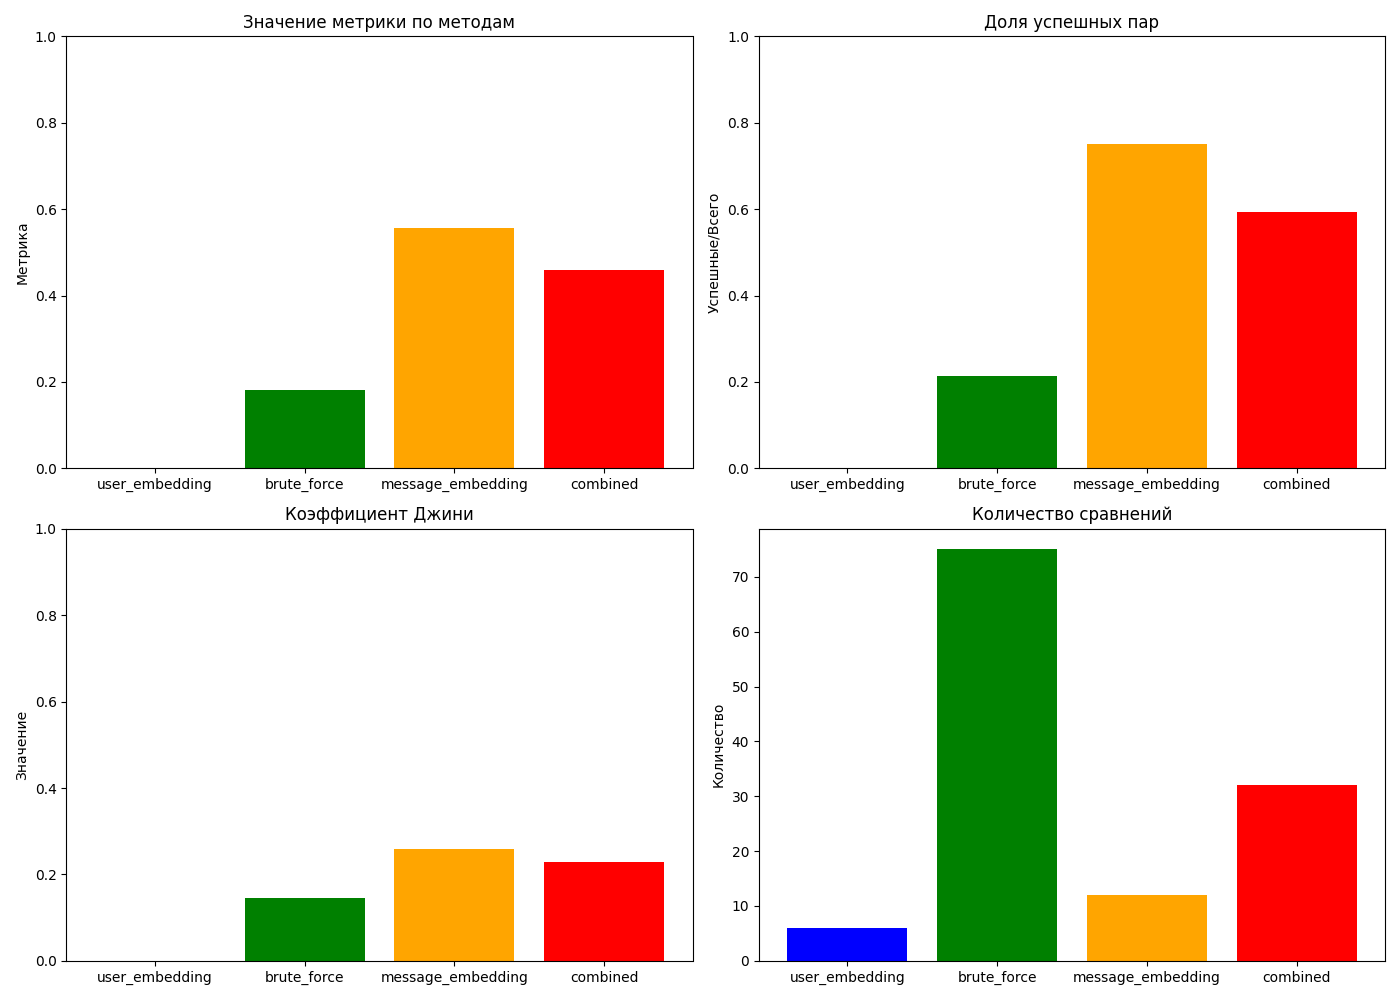 Значение метрики по методам
Метрика
1.0
0.8
0.6
0.4
0.2
0.0
user_embedding brute_force message_embedding combined
Доля успешных пар
Успешные/Всего
1.0
0.8
0.6
0.4
0.2
0.0
user_embedding brute_force message_embedding combined
Коэффициент Джини
Значение
1.0
0.8
0.6
0.4
0.2
0.0
user_embedding brute_force message_embedding combined
Количество сравнений
Количество
70
60
50
40
30
20
10
0
user_embedding brute_force message_embedding combined